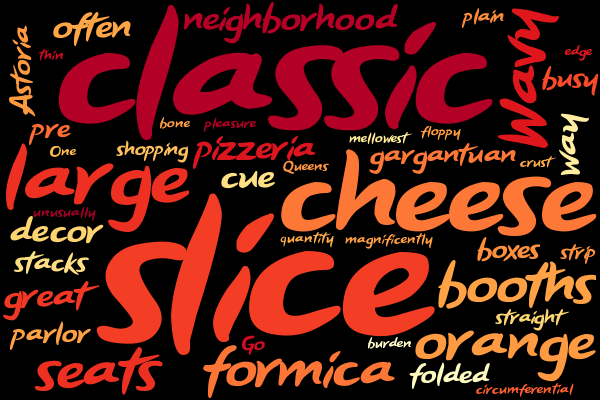 neighborhood
plain
often
classic
Wavy
edge
Astoria
thin
busy
pre
bone
pleasure
mellowest
floppy
way
One
shopping
pizzeria
Queens
gargantuan
crust
large
cue
cheese
unusually
decor
slice
quantity
magnificently
boxes
strip
stacks
booths
great
straight
parlor
Go
burden
orange
seats
formica
folded
circumferential